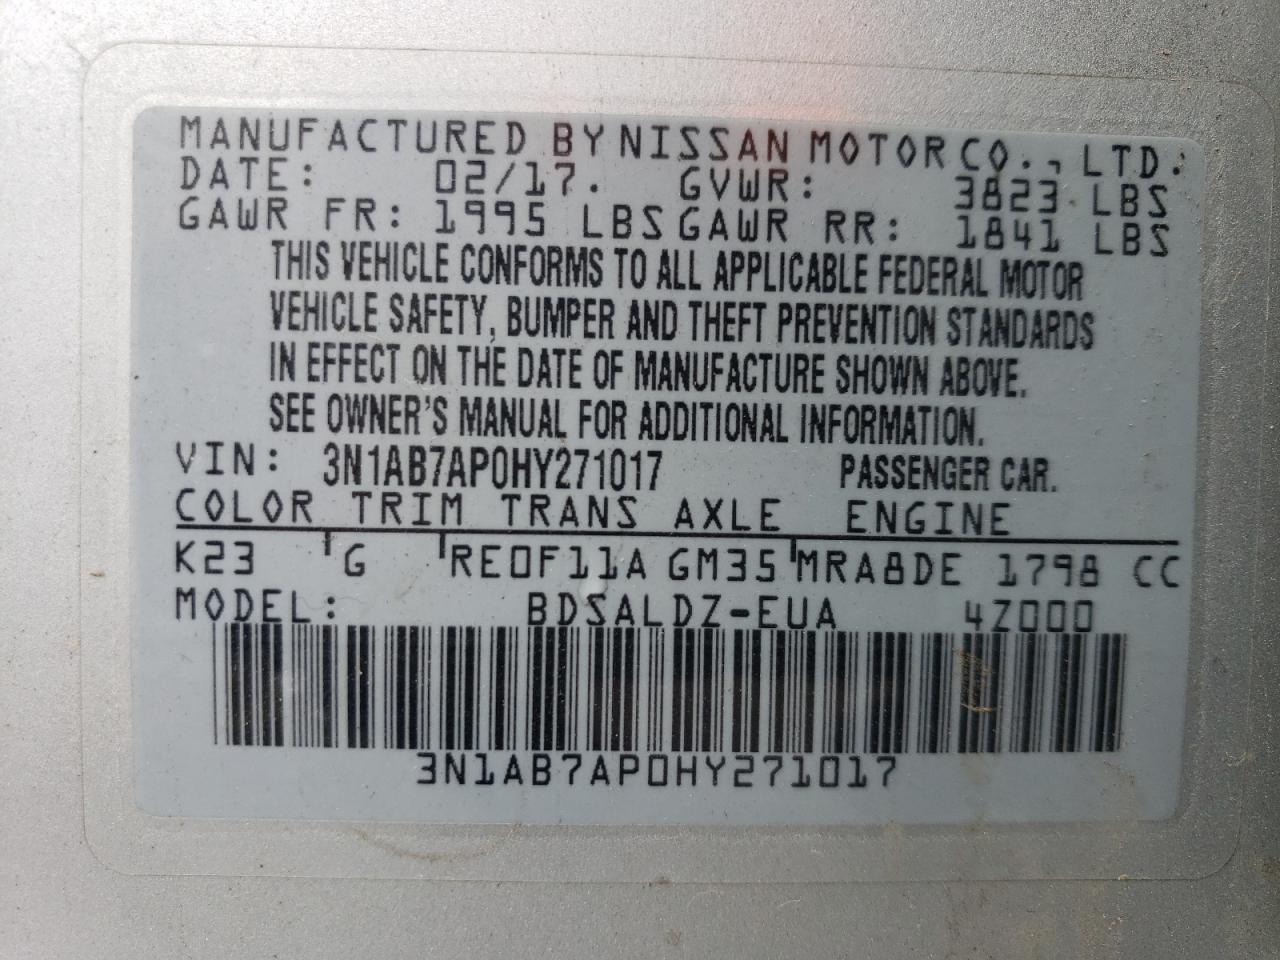 MANUFACTURED BY NISSAN MOTOR CO., LTD.
DATE: 02/17. GVWR: 3823 LBS
GAWR FR: 1995 LBS GAWR RR: 1841 LBS
THIS VEHICLE CONFORMS TO ALL APPLICABLE FEDERAL MOTOR
VEHICLE SAFETY, BUMPER AND THEFT PREVENTION STANDARDS
IN EFFECT ON THE DATE OF MANUFACTURE SHOWN ABOVE.
SEE OWNER'S MANUAL FOR ADDITIONAL INFORMATION.
VIN: 3N1AB7AP0HY271017 PASSENGER CAR.
COLOR TRIM TRANS AXLE ENGINE
K23 G RE0F11A GM35 MRA8DE 1798 CC
MODEL: BDSALDZ-EUA 4Z000
3N1AB7AP0HY271017